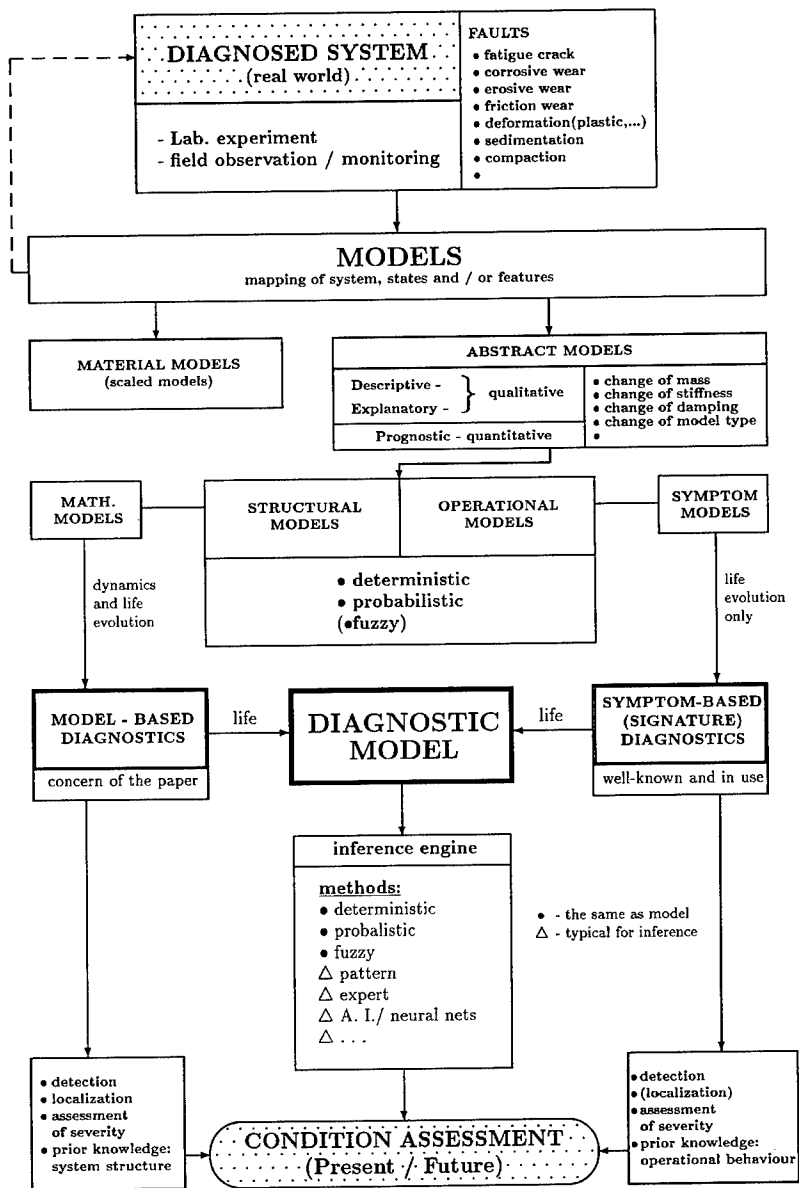 DIAGNOSED SYSTEM
(real world)
- Lab. experiment
- field observation / monitoring
FAULTS
• fatigue crack
• corrosive wear
• erosive wear
• friction wear
• deformation(plastic,...)
• sedimentation
• compaction
•
MODELS
mapping of system, states and / or features
MATERIAL MODELS
(scaled models)
ABSTRACT MODELS
Descriptive -
Explanatory -
} qualitative
Prognostic - quantitative
• change of mass
• change of stiffness
• change of damping
• change of model type
•
MATH.
MODELS
STRUCTURAL
MODELS
OPERATIONAL
MODELS
SYMPTOM
MODELS
• deterministic
• probabilistic
(•fuzzy)
dynamics
and life
evolution
life
evolution
only
MODEL - BASED
DIAGNOSTICS
concern of the paper
life
DIAGNOSTIC
MODEL
life
SYMPTOM-BASED
(SIGNATURE)
DIAGNOSTICS
well-known and in use
inference engine
methods:
• deterministic
• probalistic
• fuzzy
△ pattern
△ expert
△ A. I./ neural nets
△ . . .
• - the same as model
△ - typical for inference
• detection
• localization
• assessment
of severity
• prior knowledge:
system structure
CONDITION ASSESSMENT
(Present / Future)
• detection
• (localization)
• assessment
of severity
• prior knowledge:
operational behaviour